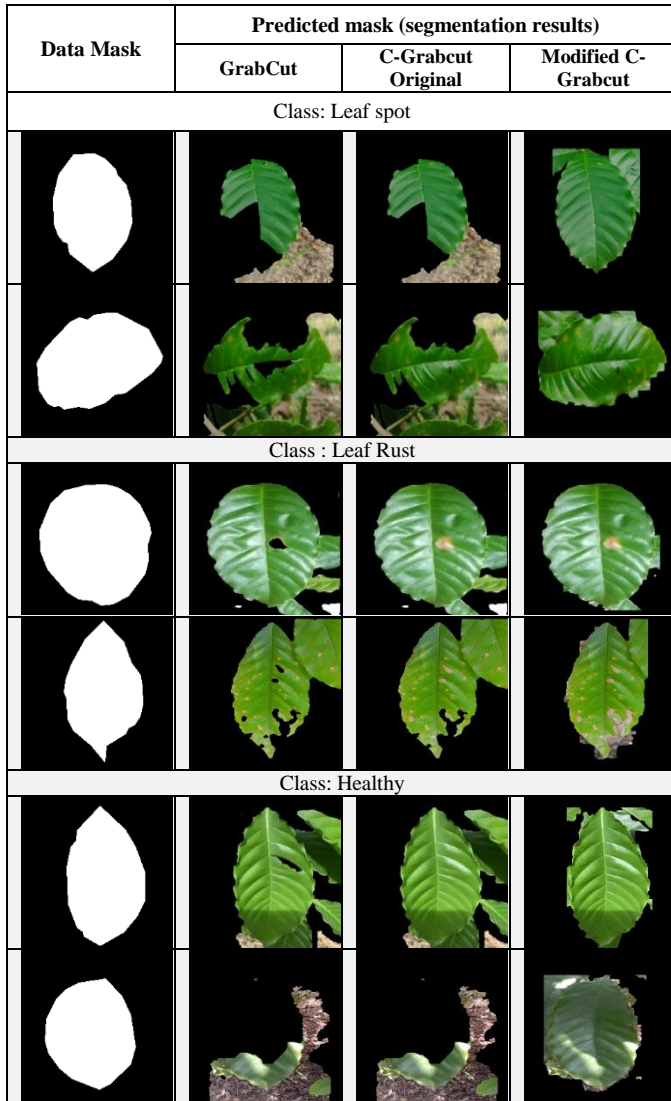 Data Mask
Predicted mask (segmentation results)
GrabCut
C-Grabcut
Original
Modified C-
Grabcut
Class: Leaf spot
Class : Leaf Rust
Class: Healthy